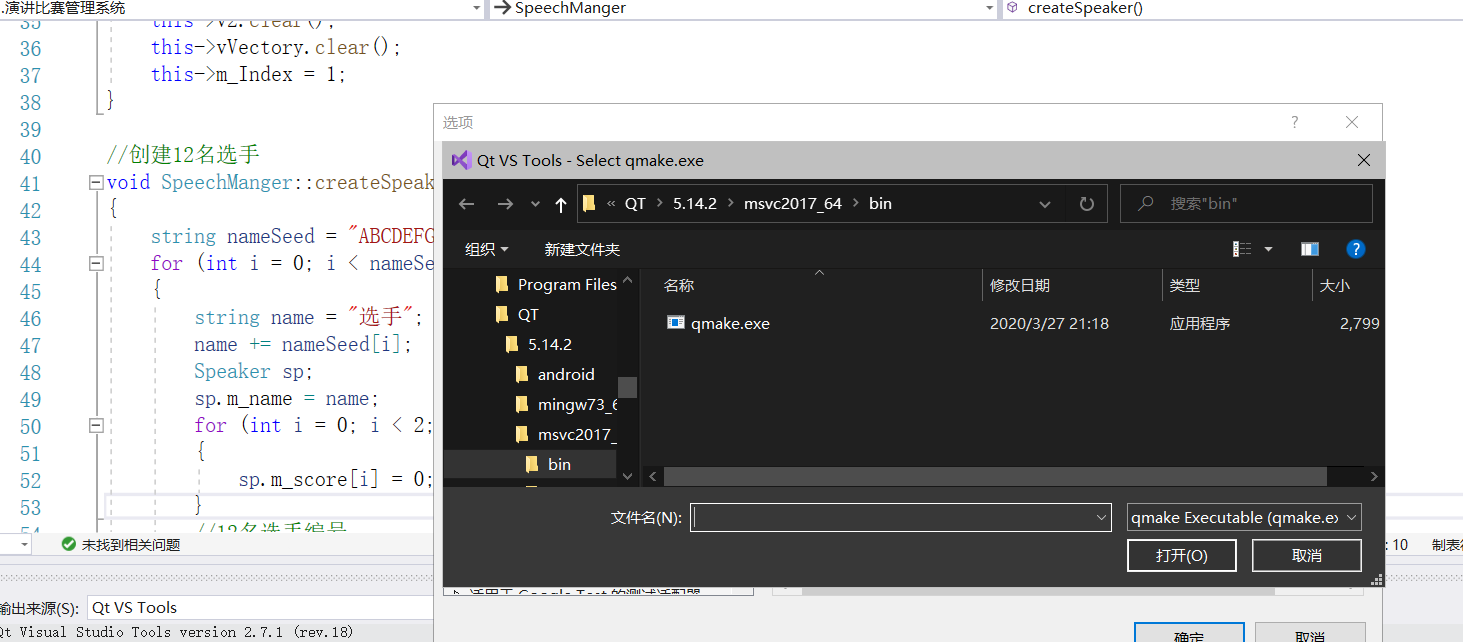 .演讲比赛管理系统
SpeechManger
createSpeaker()
35 this->v2.clear();
36 this->vVectory.clear();
37 this->m_Index = 1;
38 }
39
40 //创建12名选手
41 void SpeechManger::createSpeak
42 {
43 string nameSeed = "ABCDEFG
44 for (int i = 0; i < nameSe
45 {
46 string name = "选手";
47 name += nameSeed[i];
48 Speaker sp;
49 sp.m_name = name;
50 for (int i = 0; i < 2;
51 {
52 sp.m_score[i] = 0;
53 }
54 //12名选手编号
选项
?
Qt VS Tools - Select qmake.exe
« QT > 5.14.2 > msvc2017_64 > bin
搜索"bin"
组织
新建文件夹
?
Program Files
QT
5.14.2
android
mingw73_6
msvc2017_
bin
名称 修改日期 类型 大小
qmake.exe 2020/3/27 21:18 应用程序 2,799
文件名(N):
qmake Executable (qmake.ex
打开(O)
取消
未找到相关问题
: 10
制表符
适用于 Google Test 的测试适配器
输出来源(S): Qt VS Tools
Qt Visual Studio Tools version 2.7.1 (rev.18)
确定
取消